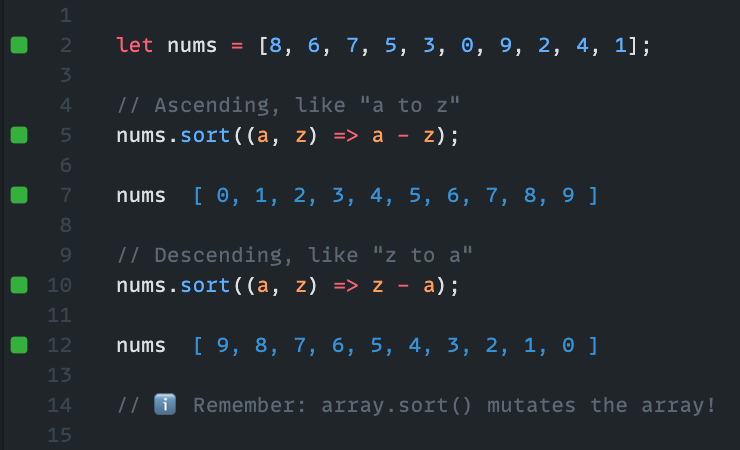 1
2 let nums = [8, 6, 7, 5, 3, 0, 9, 2, 4, 1];
3
4 // Ascending, like "a to z"
5 nums.sort((a, z) => a - z);
6
7 nums [ 0, 1, 2, 3, 4, 5, 6, 7, 8, 9 ]
8
9 // Descending, like "z to a"
10 nums.sort((a, z) => z - a);
11
12 nums [ 9, 8, 7, 6, 5, 4, 3, 2, 1, 0 ]
13
14 // ℹ️ Remember: array.sort() mutates the array!
15